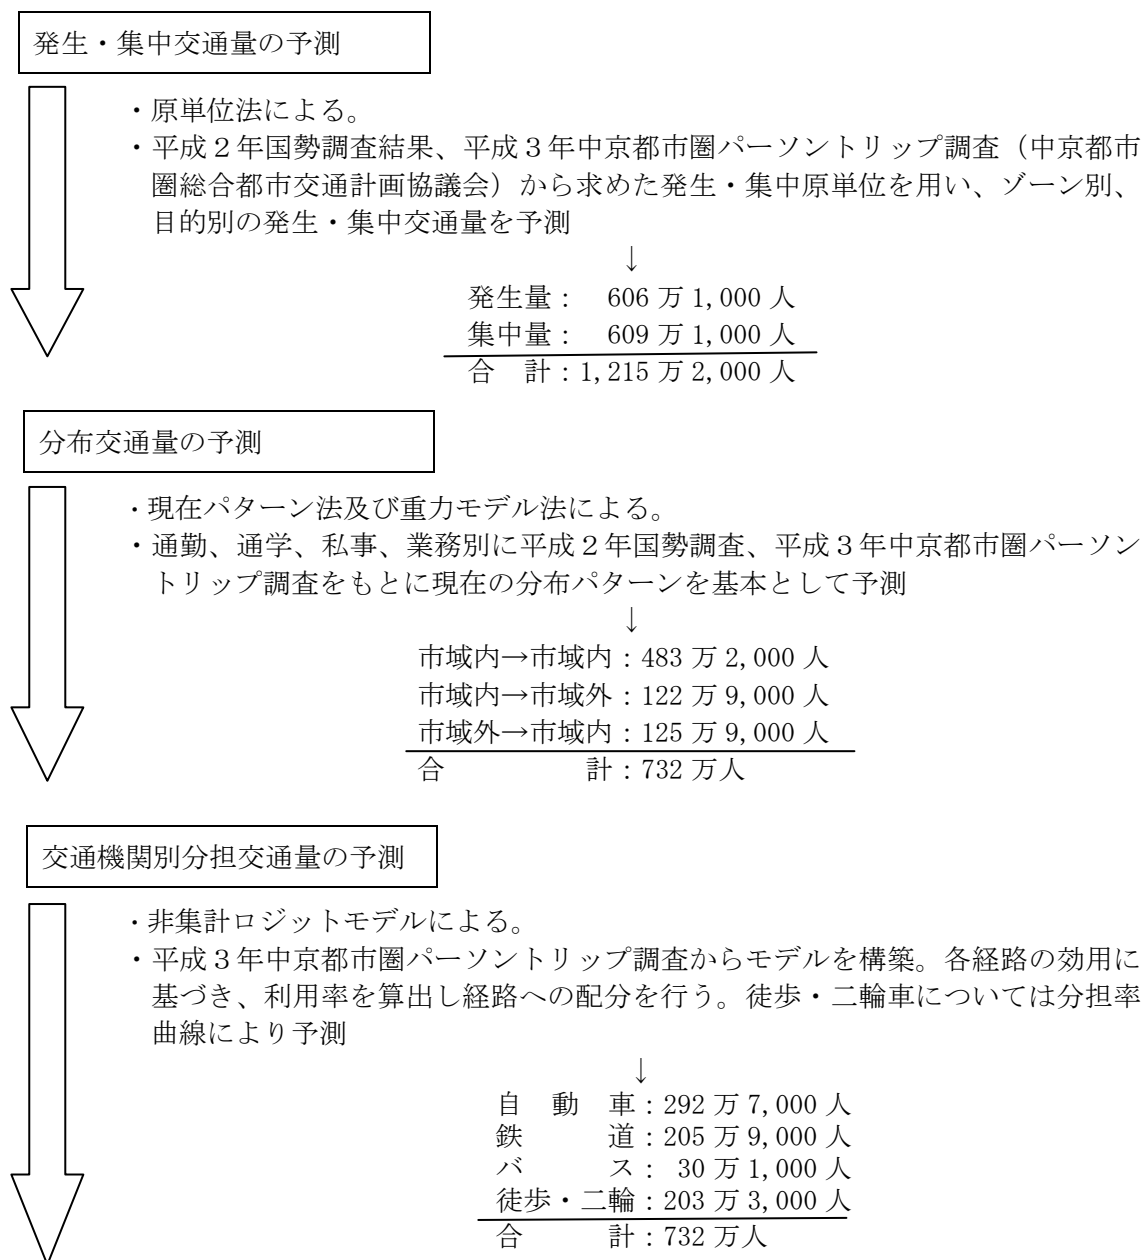 発生・集中交通量の予測
・原単位法による。
・平成２年国勢調査結果、平成３年中京都市圏パーソントリップ調査（中京都市
圏総合都市交通計画協議会）から求めた発生・集中原単位を用い、ゾーン別、
目的別の発生・集中交通量を予測
↓
発生量： 606 万 1,000 人
集中量： 609 万 1,000 人
合　計：1,215 万 2,000 人
分布交通量の予測
・現在パターン法及び重力モデル法による。
・通勤、通学、私事、業務別に平成２年国勢調査、平成３年中京都市圏パーソン
トリップ調査をもとに現在の分布パターンを基本として予測
↓
市域内→市域内：483 万 2,000 人
市域内→市域外：122 万 9,000 人
市域外→市域内：125 万 9,000 人
合　　　　　計：732 万人
交通機関別分担交通量の予測
・非集計ロジットモデルによる。
・平成３年中京都市圏パーソントリップ調査からモデルを構築。各経路の効用に
基づき、利用率を算出し経路への配分を行う。徒歩・二輪車については分担率
曲線により予測
↓
自　動　車：292 万 7,000 人
鉄　　　道：205 万 9,000 人
バ　　　ス： 30 万 1,000 人
徒歩・二輪：203 万 3,000 人
合　　　計：732 万人